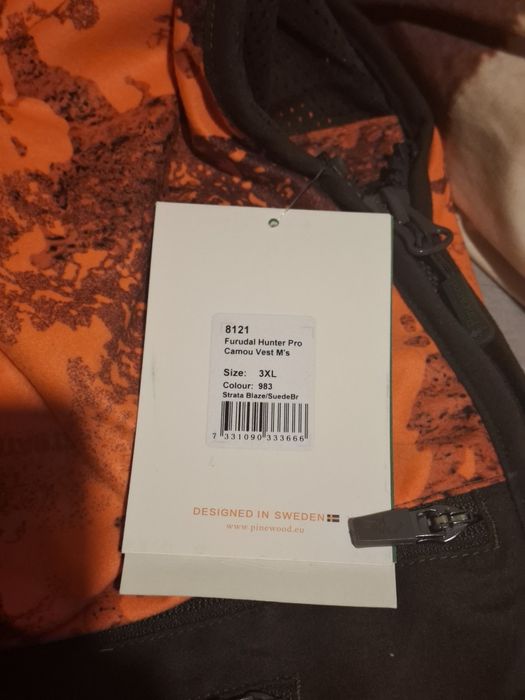 8121
Furudal Hunter Pro
Camou Vest M's
Size: 3XL
Colour: 983
Strata Blaze/SuedeBr
7 331090 333666
DESIGNED IN SWEDEN
www.pinewood.eu